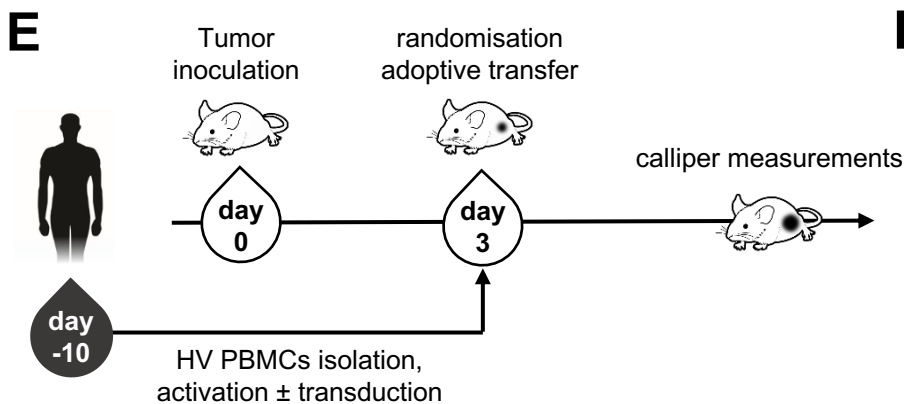 E
Tumor
inoculation
randomisation
adoptive transfer
calliper measurements
day
0
day
3
day
-10
HV PBMCs isolation,
activation ± transduction